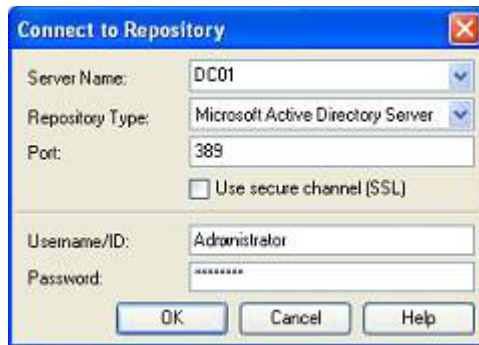 Connect to Repository
Server Name: DC01
Repository Type: Microsoft Active Directory Server
Port: 389
Use secure channel (SSL)
Username/ID: Administrator
Password: ********
OK Cancel Help